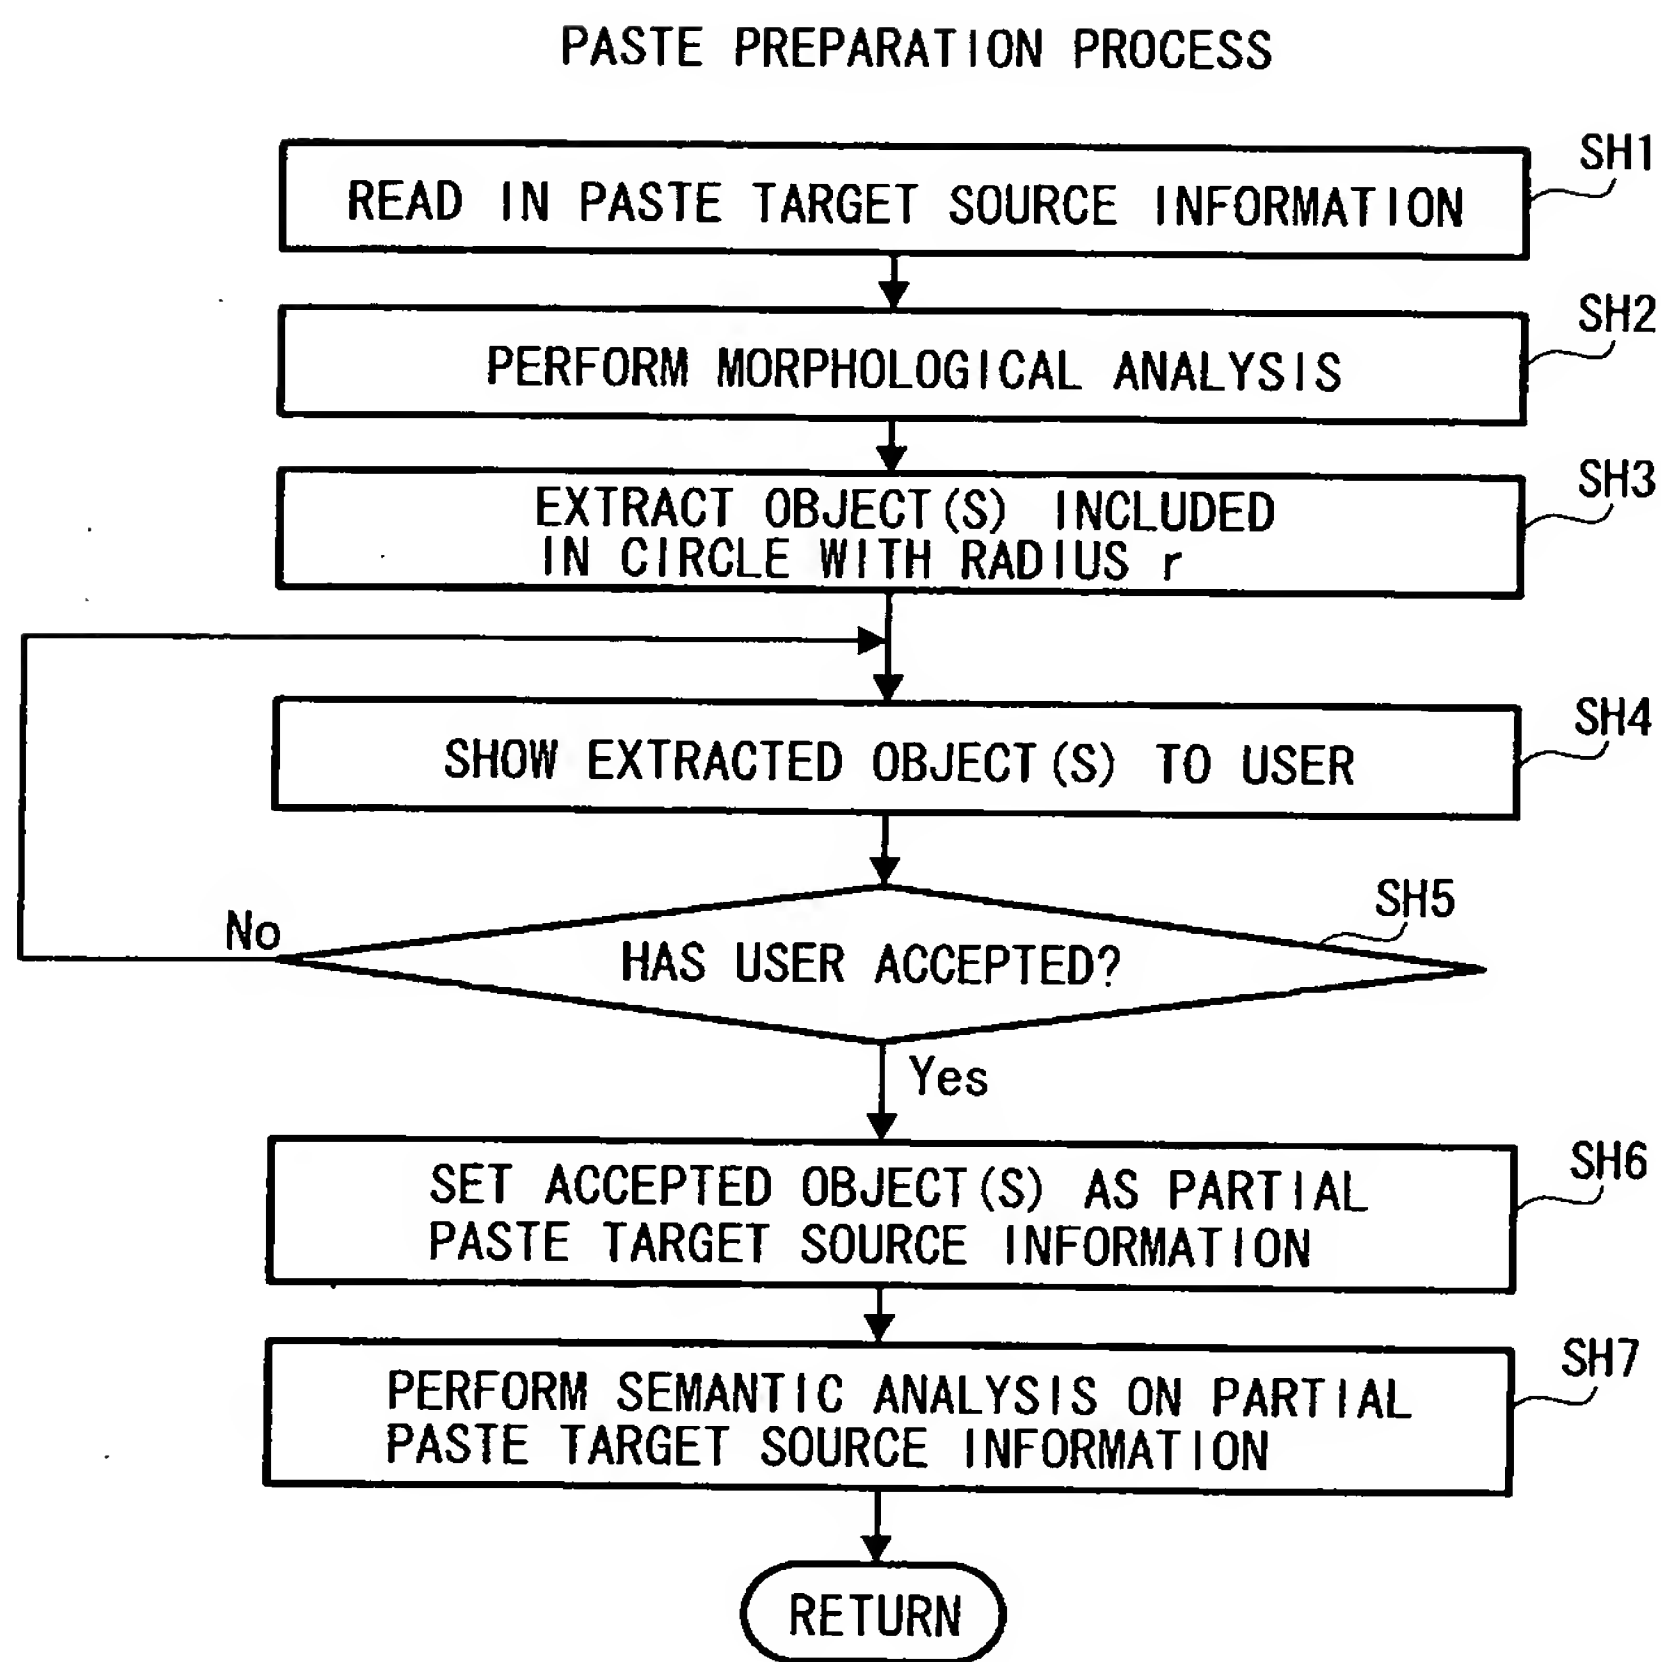 PASTE PREPARATION PROCESS
SH1
READ IN PASTE TARGET SOURCE INFORMATION
SH2
PERFORM MORPHOLOGICAL ANALYSIS
SH3
EXTRACT OBJECT(S) INCLUDED
IN CIRCLE WITH RADIUS r
SH4
SHOW EXTRACTED OBJECT(S) TO USER
SH5
No
HAS USER ACCEPTED?
Yes
SH6
SET ACCEPTED OBJECT(S) AS PARTIAL
PASTE TARGET SOURCE INFORMATION
SH7
PERFORM SEMANTIC ANALYSIS ON PARTIAL
PASTE TARGET SOURCE INFORMATION
RETURN